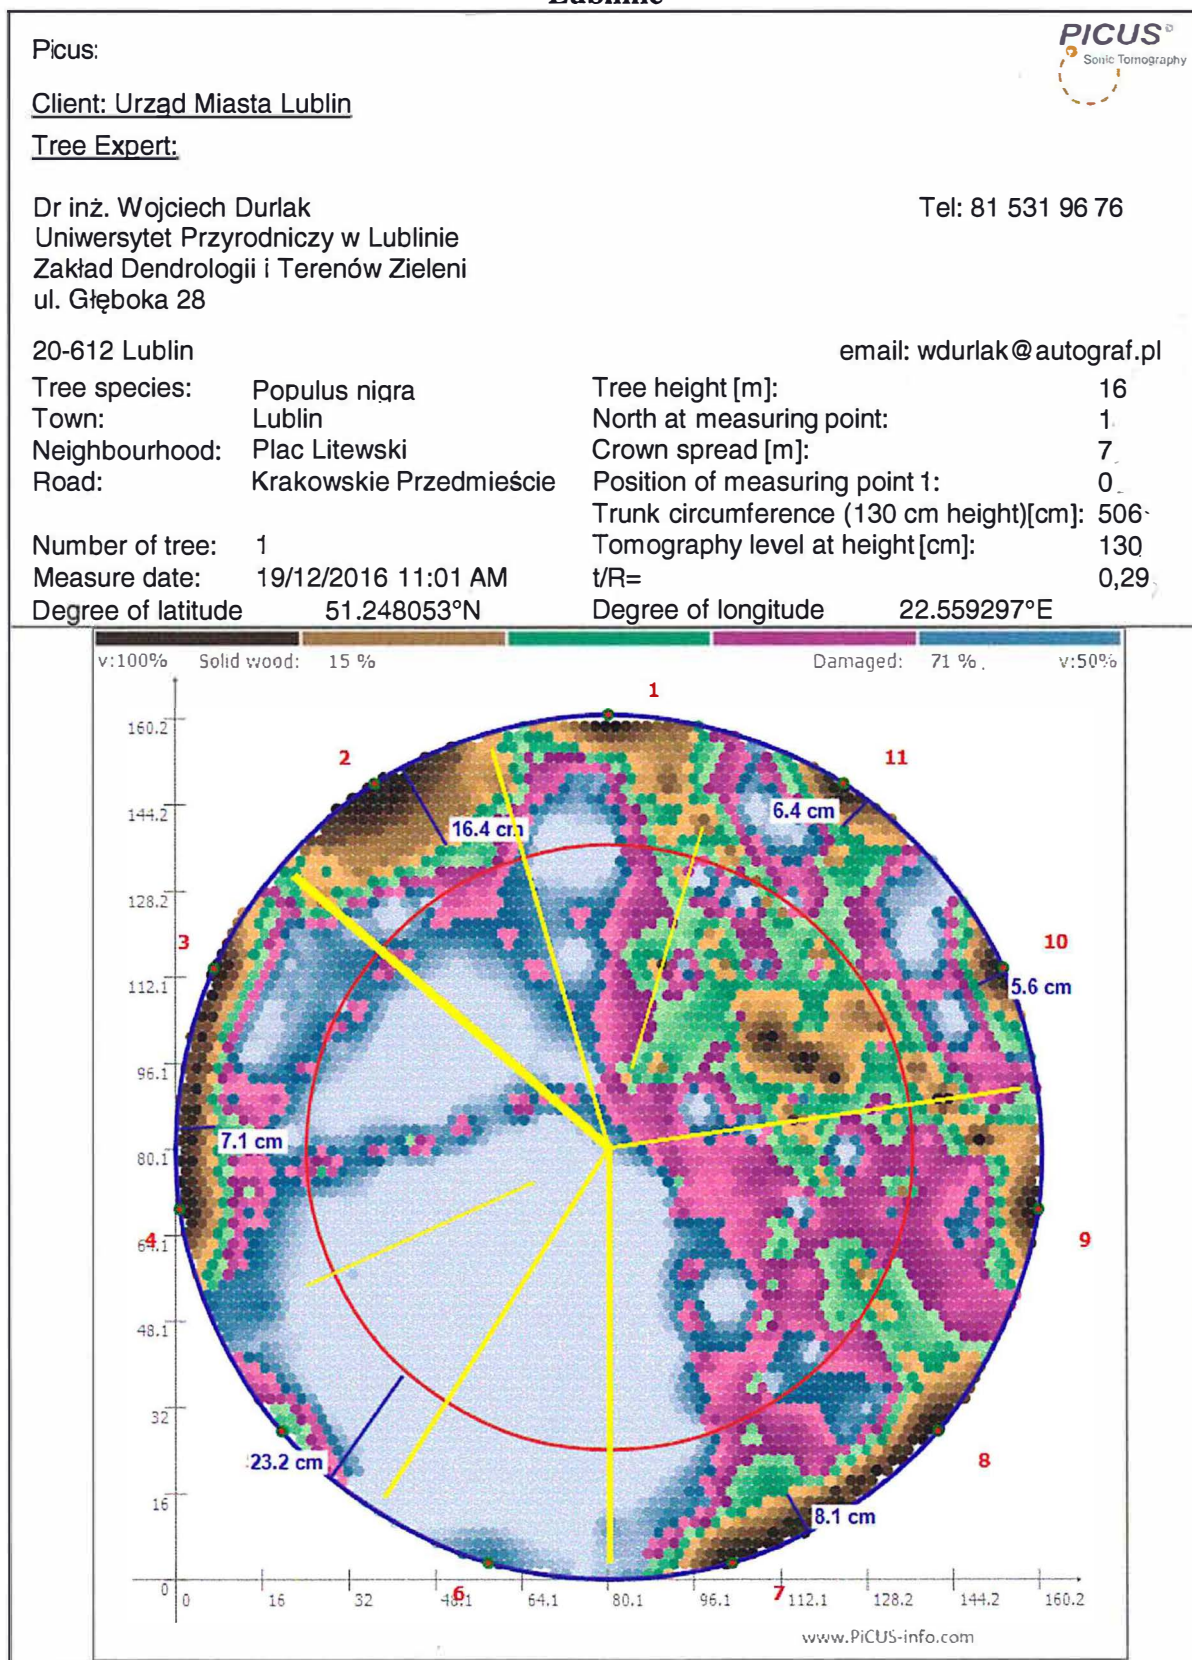 Lublinie
Picus:
PICUS®
Sonic Tomography
Client: Urząd Miasta Lublin
Tree Expert:
Dr inż. Wojciech Durlak
Tel: 81 531 96 76
Uniwersytet Przyrodniczy w Lublinie
Zakład Dendrologii i Terenów Zieleni
ul. Głęboka 28
20-612 Lublin
email: wdurlak@autograf.pl
Tree species: Populus nigra Tree height [m]: 16
Town: Lublin North at measuring point: 1
Neighbourhood: Plac Litewski Crown spread [m]: 7
Road: Krakowskie Przedmieście Position of measuring point 1: 0
Trunk circumference (130 cm height)[cm]: 506
Number of tree: 1 Tomography level at height [cm]: 130
Measure date: 19/12/2016 11:01 AM t/R= 0,29
Degree of latitude 51.248053°N Degree of longitude 22.559297°E
v:100% Solid wood: 15 % Damaged: 71 % v:50%
1
160.2
2
11
144.2
6.4 cm
16.4 cm
128.2
3
10
112.1
5.6 cm
96.1
7.1 cm
80.1
4
64.1
9
48.1
32
23.2 cm
8
16
8.1 cm
0
0 16 32 48.1 64.1 80.1 96.1 112.1 128.2 144.2 160.2
6
7
www.PiCUS-info.com